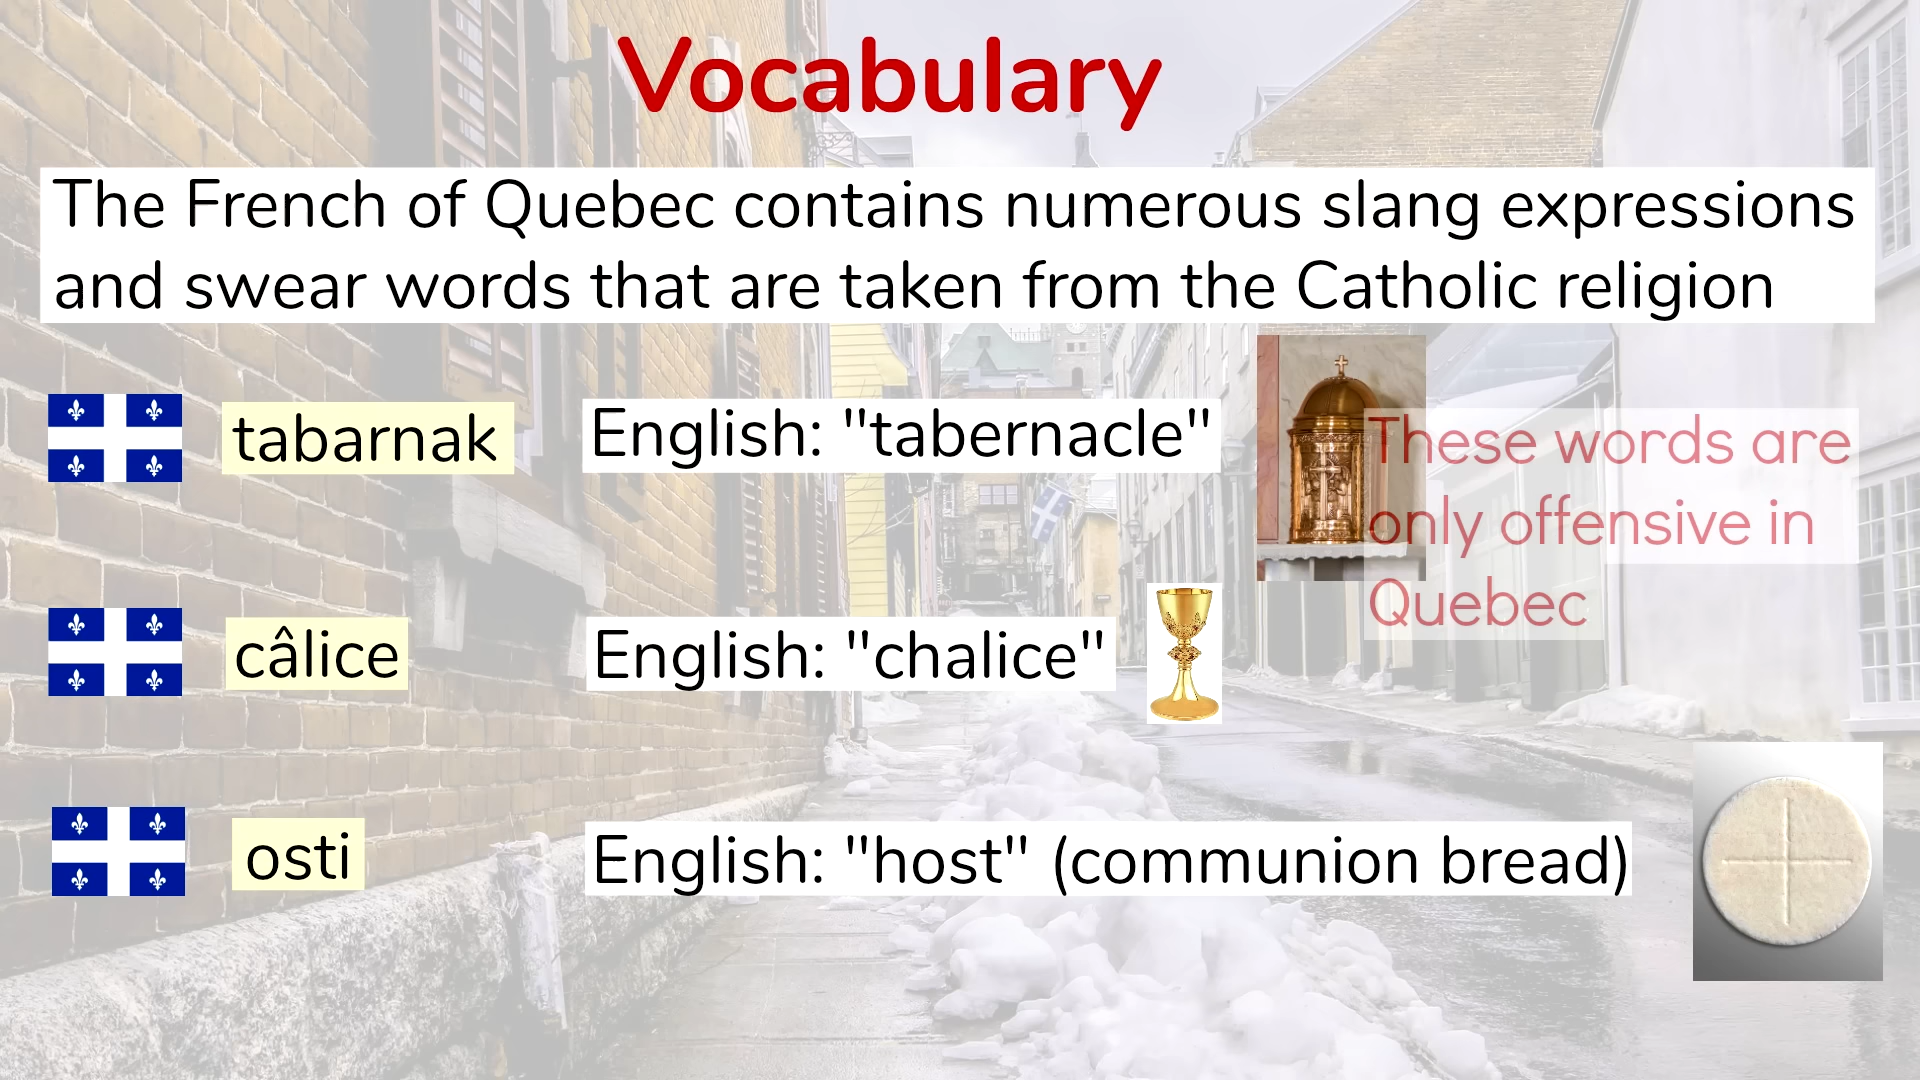 Vocabulary
The French of Quebec contains numerous slang expressions
and swear words that are taken from the Catholic religion
tabarnak
English: "tabernacle"
These words are
only offensive in
Quebec
câlice
English: "chalice"
osti
English: "host" (communion bread)